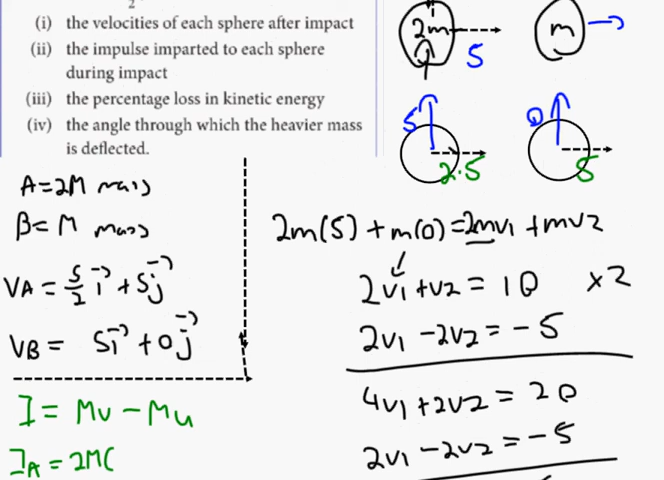 (i) the velocities of each sphere after impact
(ii) the impulse imparted to each sphere
during impact
(iii) the percentage loss in kinetic energy
(iv) the angle through which the heavier mass
is deflected.
2m
5
m
5
2.5
0
5
A=2M mass
B= M mass
VA = 5/2 i + 5j
VB = 5i + 0j
I = Mv - Mu
IA = 2M(
2m(5) + m(0) = 2mv1 + mv2
2v1 + v2 = 10 x2
2v1 - 2v2 = -5
4v1 + 2v2 = 20
2v1 - 2v2 = -5